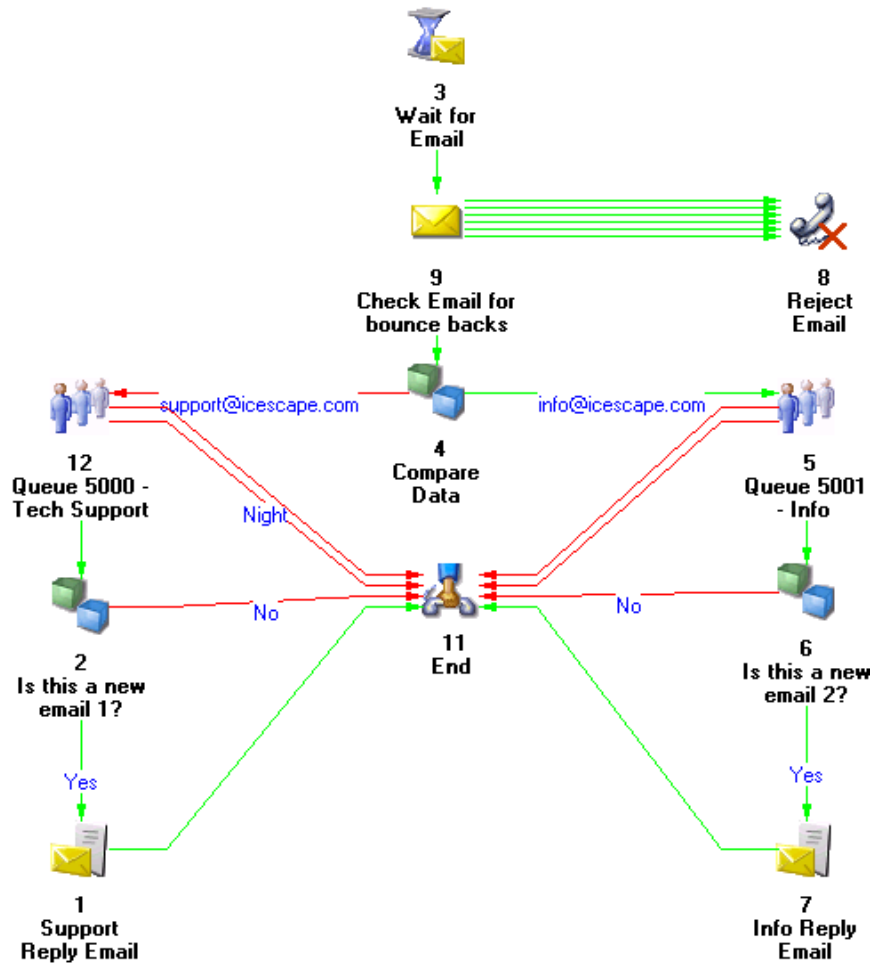 3
Wait for
Email
9
Check Email for
bounce backs
8
Reject
Email
support@icescape.com
info@icescape.com
4
Compare
Data
12
Queue 5000 -
Tech Support
5
Queue 5001
- Info
Night
No
No
11
End
2
Is this a new
email 1?
6
Is this a new
email 2?
Yes
Yes
1
Support
Reply Email
7
Info Reply
Email